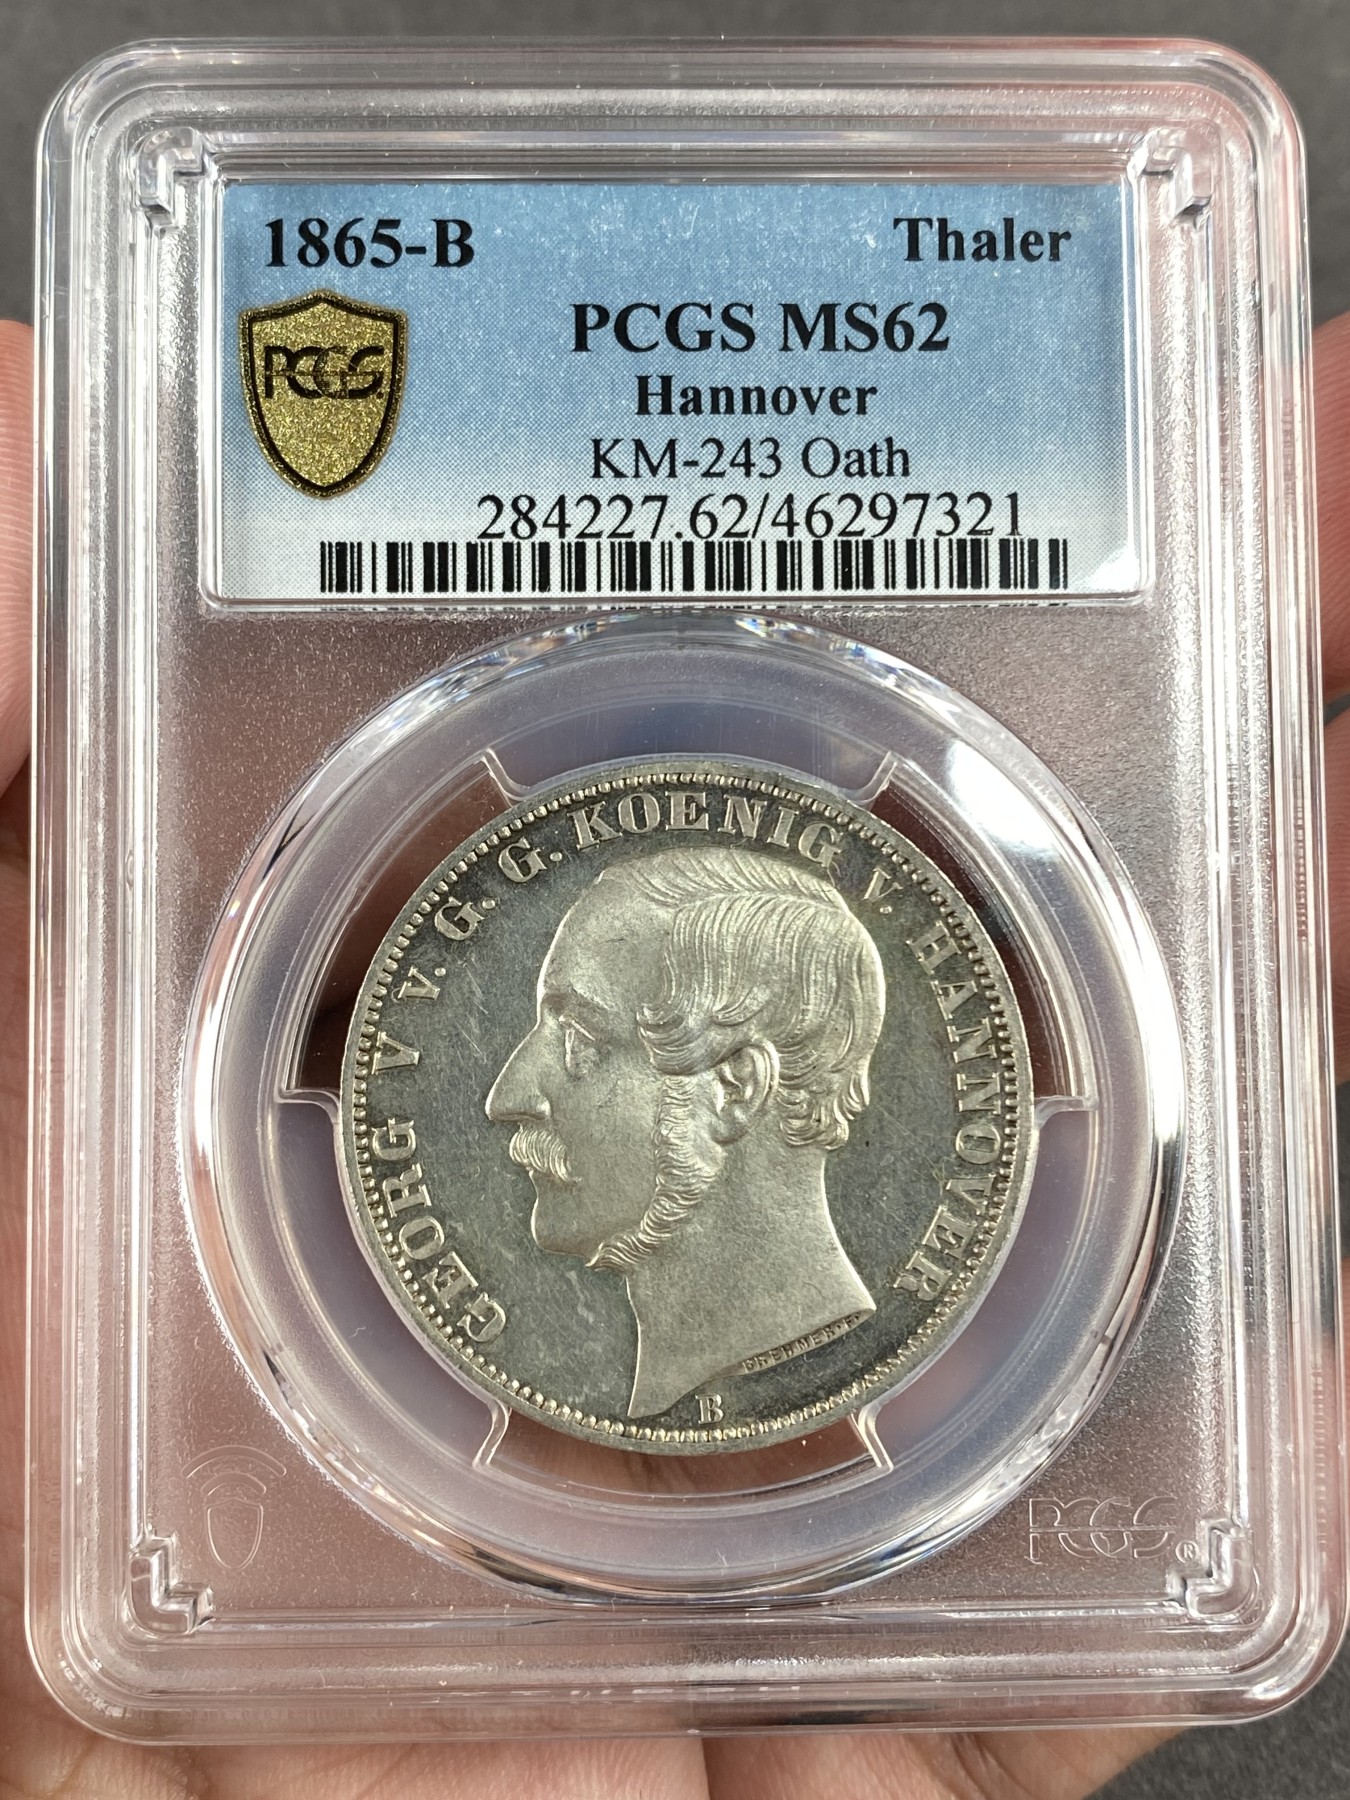 1865-B Thaler
PCGS MS62
PCGS
Hannover
KM-243 Oath
284227.62/46297321
GEORG V v. G. G. KOENIG v. HANNOVER
BREHMER·F·
B
PCGS®